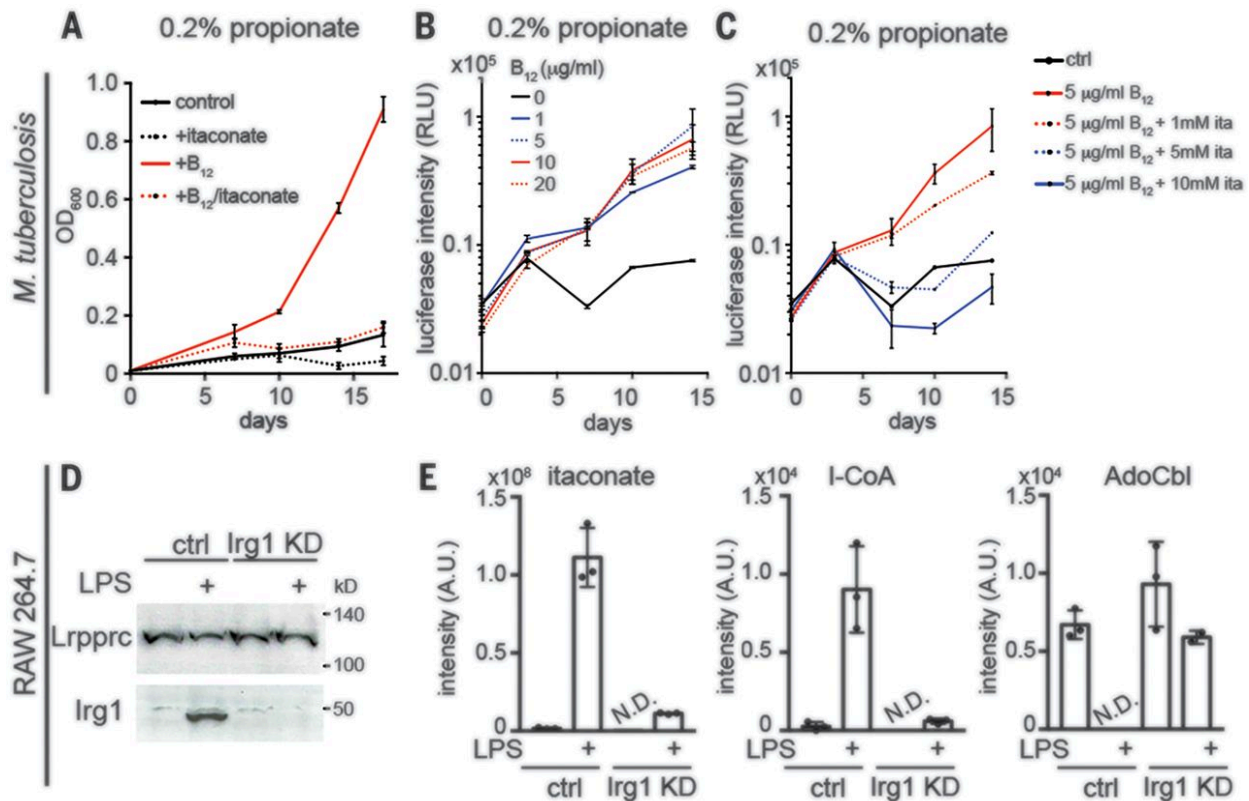 A
0.2% propionate
M. tuberculosis
OD600
1.0
0.8
0.6
0.4
0.2
0
control
+itaconate
+B12
+B12/itaconate
0
5
10
15
days
B
0.2% propionate
x10^5
B12 (μg/ml)
0
1
5
10
20
luciferase intensity (RLU)
1
0.1
0.01
0
5
10
15
days
C
0.2% propionate
x10^5
luciferase intensity (RLU)
1
0.1
0.01
0
5
10
15
days
ctrl
5 μg/ml B12
5 μg/ml B12 + 1mM ita
5 μg/ml B12 + 5mM ita
5 μg/ml B12 + 10mM ita
RAW 264.7
D
ctrl Irg1 KD
LPS + + kD
Lrpprc
140
100
Irg1
50
E
x10^8 itaconate
intensity (A.U.)
1.5
1.0
0.5
0
N.D.
LPS + +
ctrl Irg1 KD
x10^4 I-CoA
intensity (A.U.)
1.5
1.0
0.5
0
N.D.
LPS + +
ctrl Irg1 KD
x10^4 AdoCbl
intensity (A.U.)
1.5
1.0
0.5
0
N.D.
LPS + +
ctrl Irg1 KD